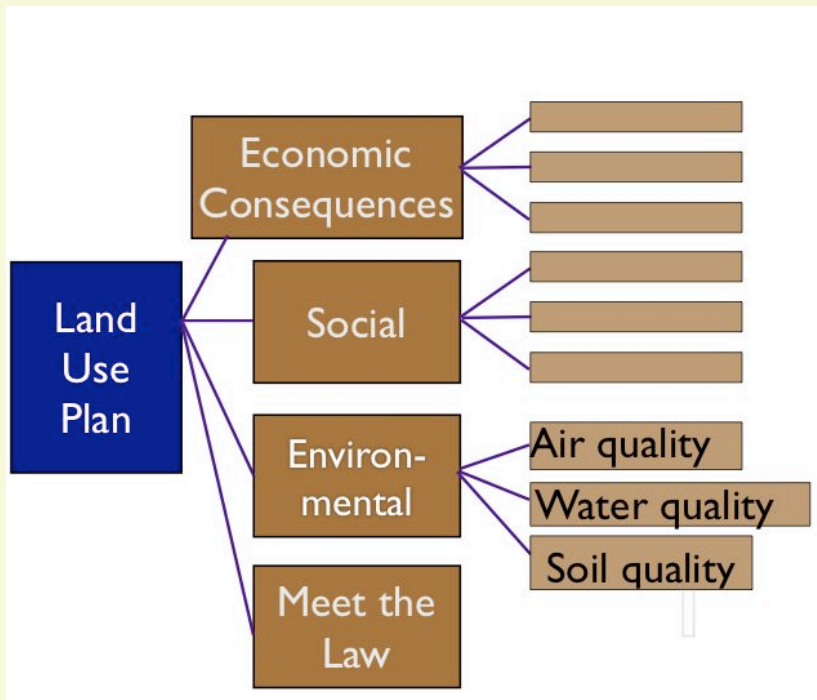 Economic
Consequences
Land
Use
Plan
Social
Environ-
mental
Air quality
Water quality
Soil quality
Meet the
Law